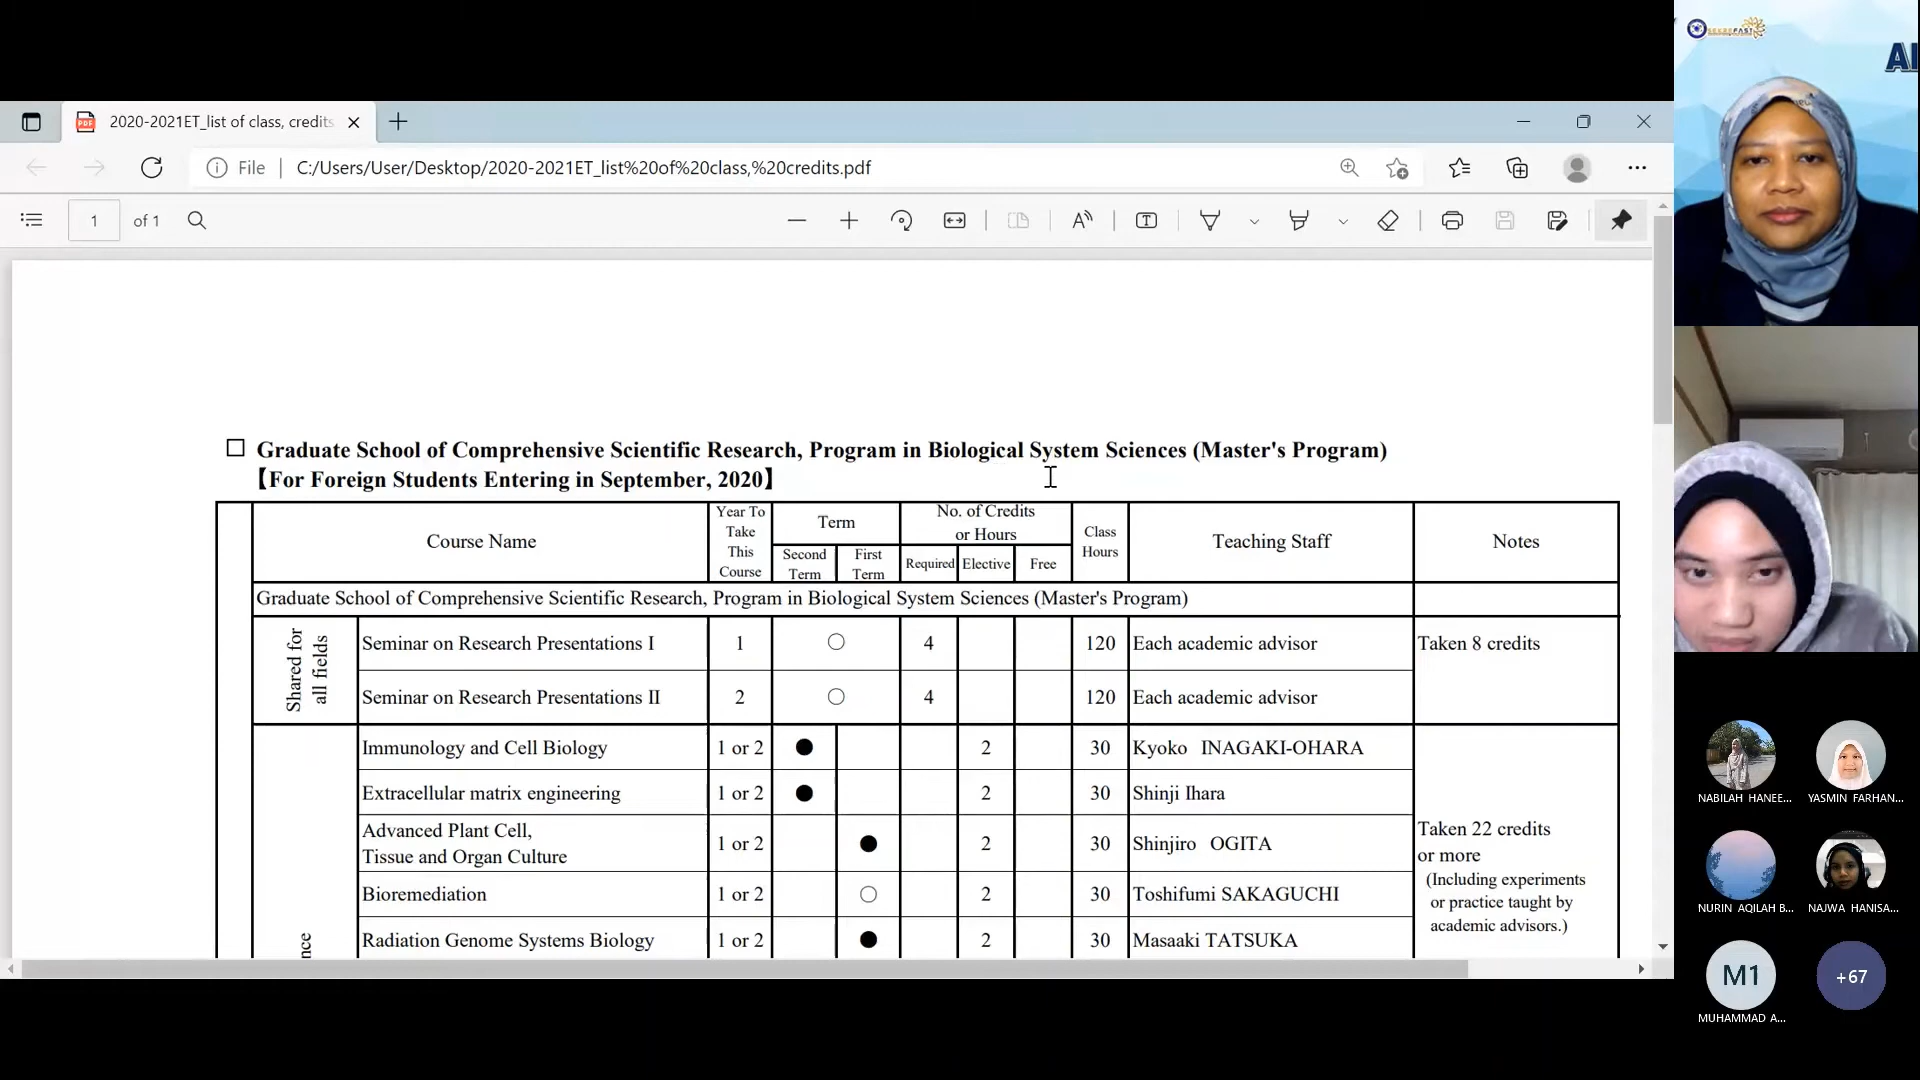 2020-2021ET_list of class, credits
File
C:/Users/User/Desktop/2020-2021ET_list%20of%20class,%20credits.pdf
1 of 1
AI
Graduate School of Comprehensive Scientific Research, Program in Biological System Sciences (Master's Program)
【For Foreign Students Entering in September, 2020】
Course Name
Year To
Take
This
Course
Term
Second
Term
First
Term
No. of Credits
or Hours
Required
Elective
Free
Class
Hours
Teaching Staff
Notes
Graduate School of Comprehensive Scientific Research, Program in Biological System Sciences (Master's Program)
Shared for
all fields
Seminar on Research Presentations I 1 ○ 4 120 Each academic advisor Taken 8 credits
Seminar on Research Presentations II 2 ○ 4 120 Each academic advisor
Immunology and Cell Biology 1 or 2 ● 2 30 Kyoko INAGAKI-OHARA
Extracellular matrix engineering 1 or 2 ● 2 30 Shinji Ihara
Advanced Plant Cell,
Tissue and Organ Culture 1 or 2 ● 2 30 Shinjiro OGITA
Bioremediation 1 or 2 ○ 2 30 Toshifumi SAKAGUCHI
Radiation Genome Systems Biology 1 or 2 ● 2 30 Masaaki TATSUKA
nce
Taken 22 credits
or more
(Including experiments
or practice taught by
academic advisors.)
NABILAH HANEE...
YASMIN FARHAN...
NURIN AQILAH B...
NAJWA HANISA...
M1
+67
MUHAMMAD A...